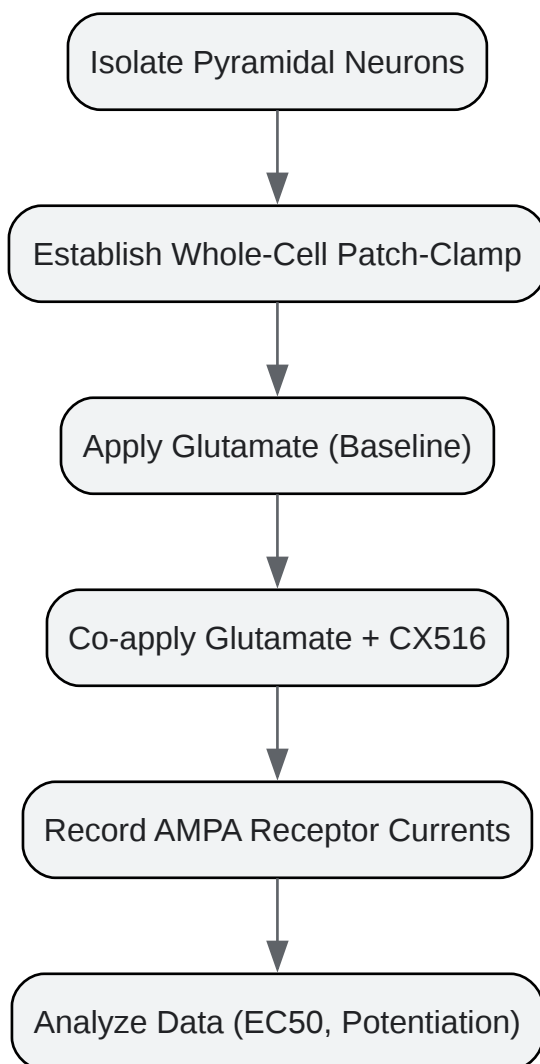 Isolate Pyramidal Neurons
Establish Whole-Cell Patch-Clamp
Apply Glutamate (Baseline)
Co-apply Glutamate + CX516
Record AMPA Receptor Currents
Analyze Data (EC50, Potentiation)